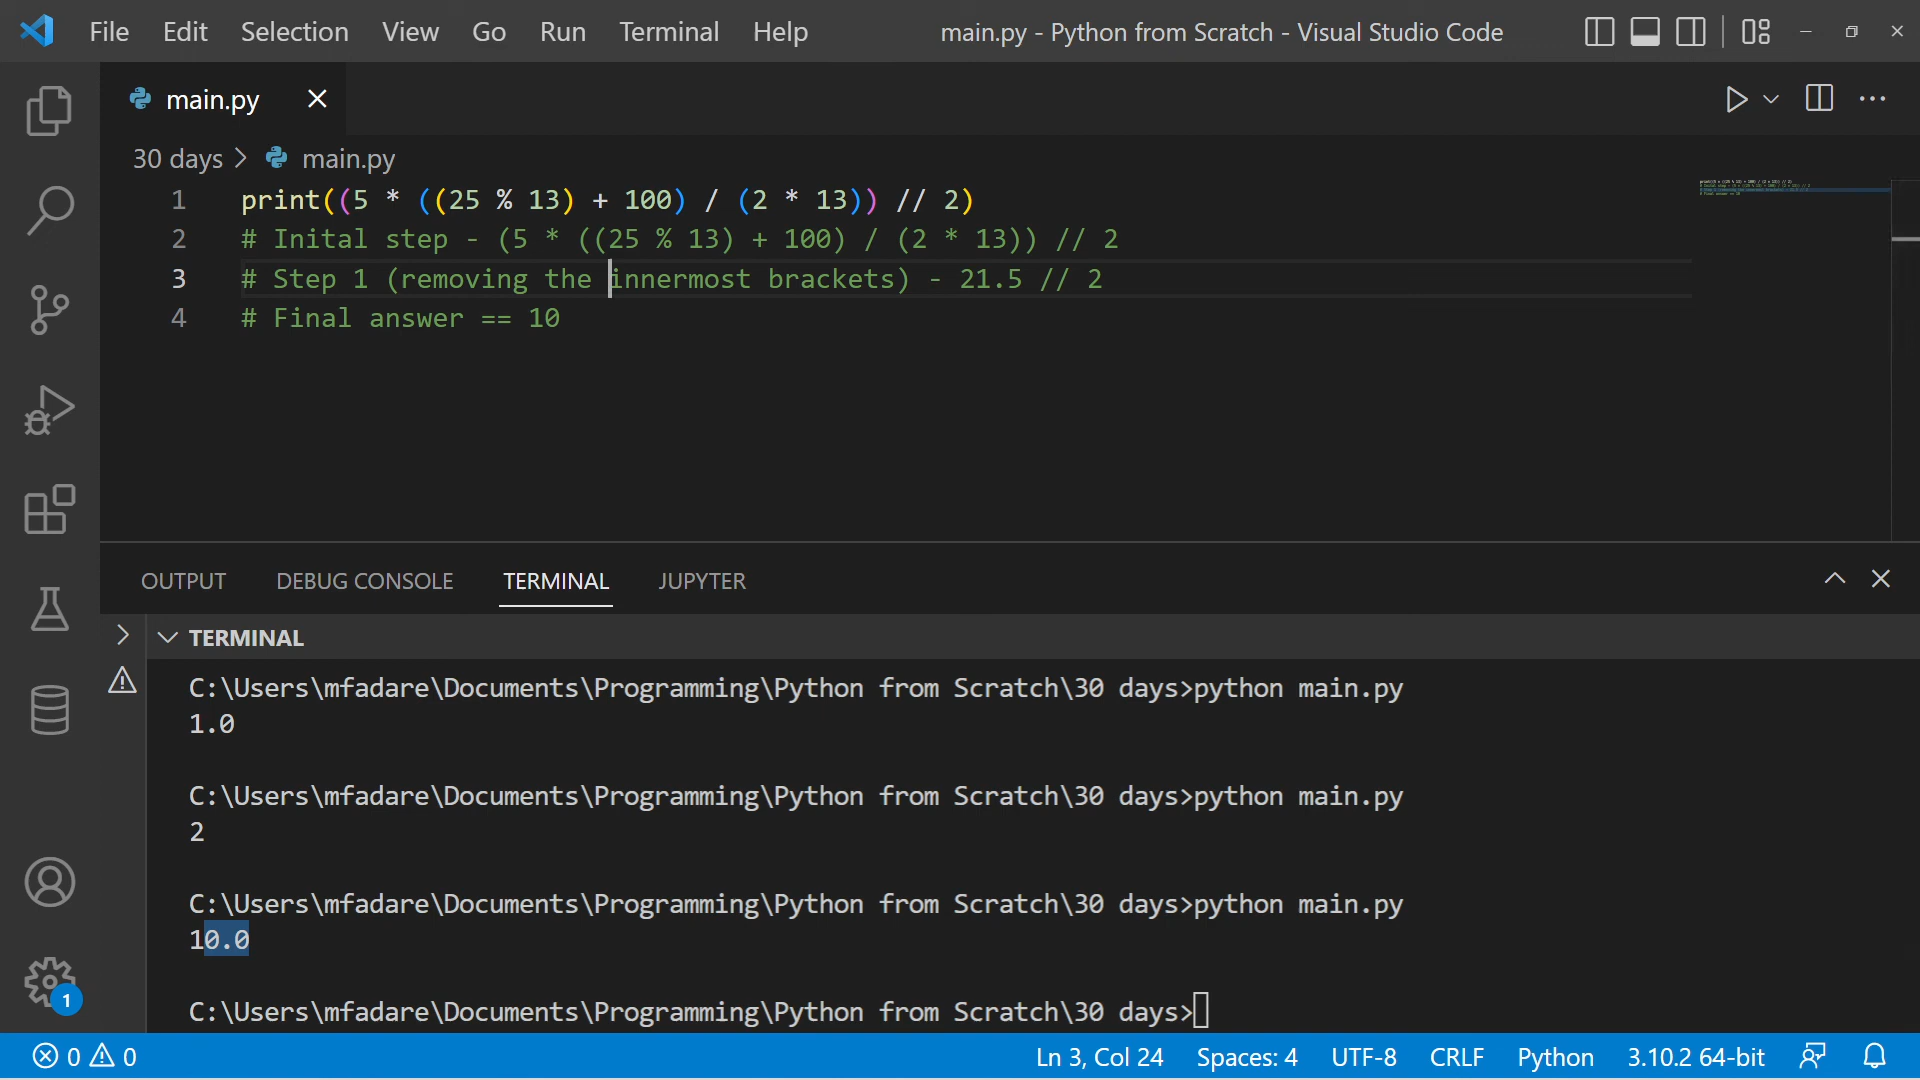 File Edit Selection View Go Run Terminal Help main.py - Python from Scratch - Visual Studio Code
main.py
30 days > main.py
1 print((5 * ((25 % 13) + 100) / (2 * 13)) // 2)
2 # Inital step - (5 * ((25 % 13) + 100) / (2 * 13)) // 2
3 # Step 1 (removing the innermost brackets) - 21.5 // 2
4 # Final answer == 10
OUTPUT DEBUG CONSOLE TERMINAL JUPYTER
TERMINAL
C:\Users\mfadare\Documents\Programming\Python from Scratch\30 days>python main.py
1.0
C:\Users\mfadare\Documents\Programming\Python from Scratch\30 days>python main.py
2
C:\Users\mfadare\Documents\Programming\Python from Scratch\30 days>python main.py
10.0
C:\Users\mfadare\Documents\Programming\Python from Scratch\30 days>
1
0 0 Ln 3, Col 24 Spaces: 4 UTF-8 CRLF Python 3.10.2 64-bit